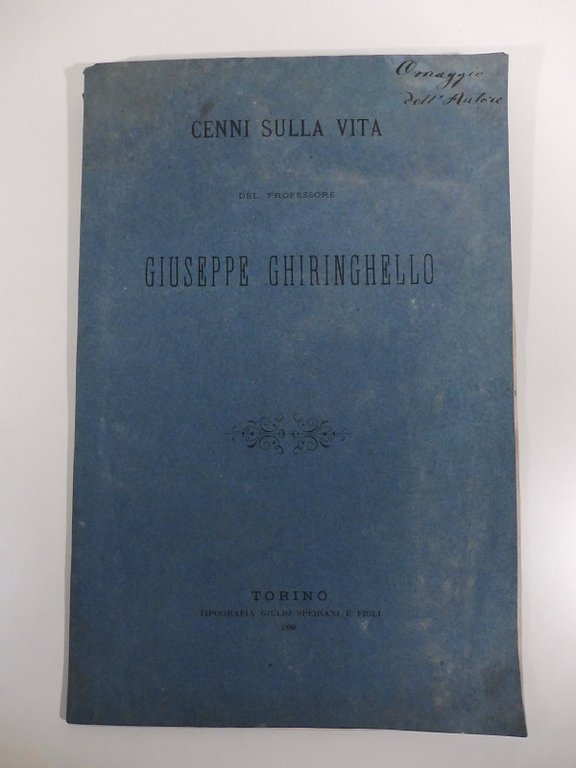 Omaggio
dell'Autore
CENNI SULLA VITA
DEL PROFESSORE
GIUSEPPE GHIRINGHELLO
TORINO
TIPOGRAFIA GIULIO SPEIRANI E FIGLI